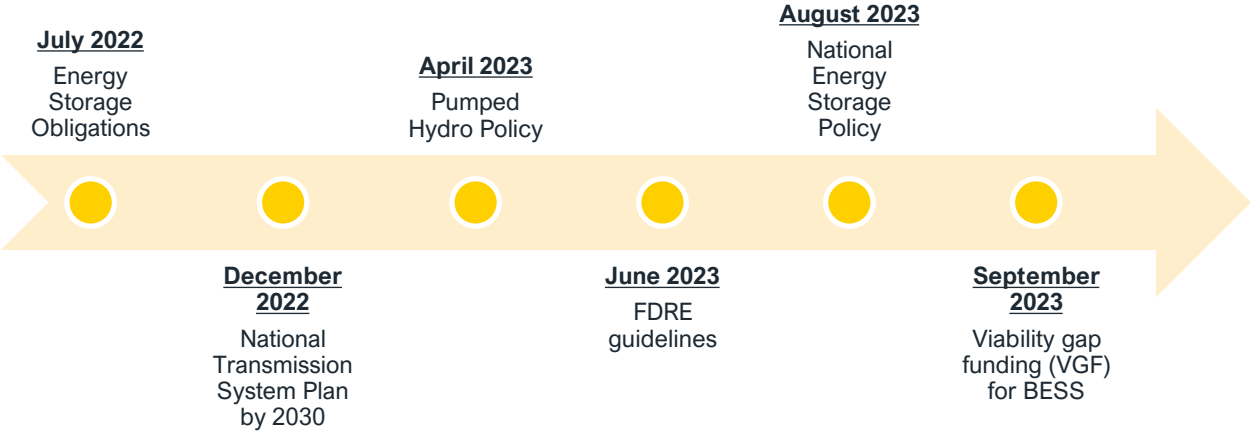 July 2022
Energy
Storage
Obligations
December
2022
National
Transmission
System Plan
by 2030
April 2023
Pumped
Hydro Policy
June 2023
FDRE
guidelines
August 2023
National
Energy
Storage
Policy
September
2023
Viability gap
funding (VGF)
for BESS